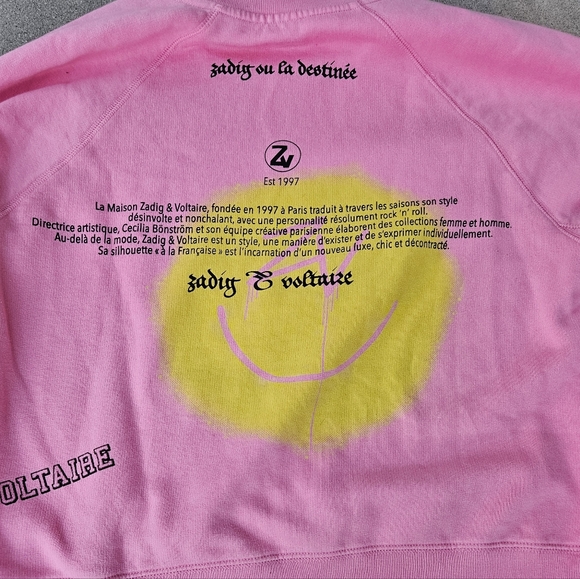 zadig ou la destinée
ZV
Est 1997
La Maison Zadig & Voltaire, fondée en 1997 à Paris traduit à travers les saisons son style
désinvolte et nonchalant, avec une personnalité résolument rock 'n' roll.
Directrice artistique, Cecilia Bönström et son équipe créative parisienne élaborent des collections femme et homme.
Au-delà de la mode, Zadig & Voltaire est un style, une manière d'exister et de s'exprimer individuellement.
Sa silhouette « à la Française » est l'incarnation d'un nouveau luxe, chic et décontracté.
zadig & voltaire
OLTAIRE